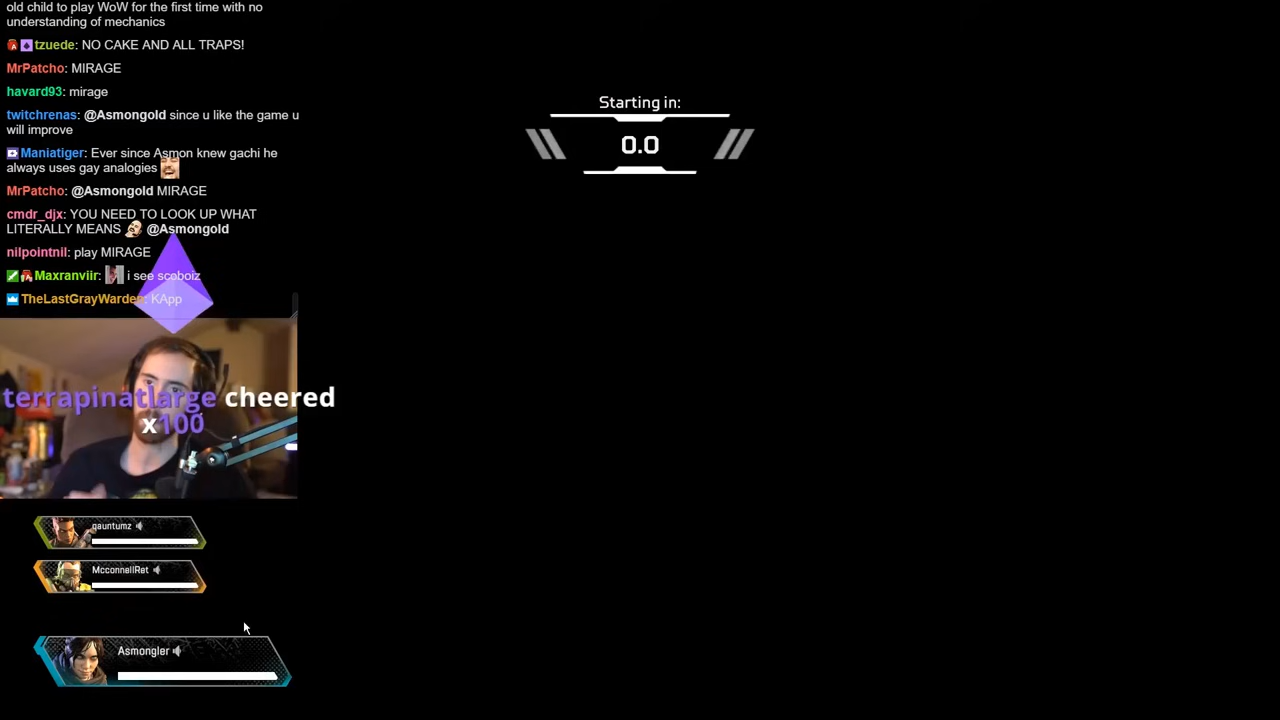 old child to play WoW for the first time with no
understanding of mechanics
tzuede: NO CAKE AND ALL TRAPS!
MrPatcho: MIRAGE
havard93: mirage
twitchrenas: @Asmongold since u like the game u
will improve
Maniatiger: Ever since Asmon knew gachi he
always uses gay analogies
MrPatcho: @Asmongold MIRAGE
cmdr_djx: YOU NEED TO LOOK UP WHAT
LITERALLY MEANS @Asmongold
nilpointnil: play MIRAGE
Maxranviir: i see scoboiz
TheLastGrayWarden: KApp
terrapinatlarge cheered
x100
qauntumz
McconnellRat
Asmongler
Starting in:
0.0